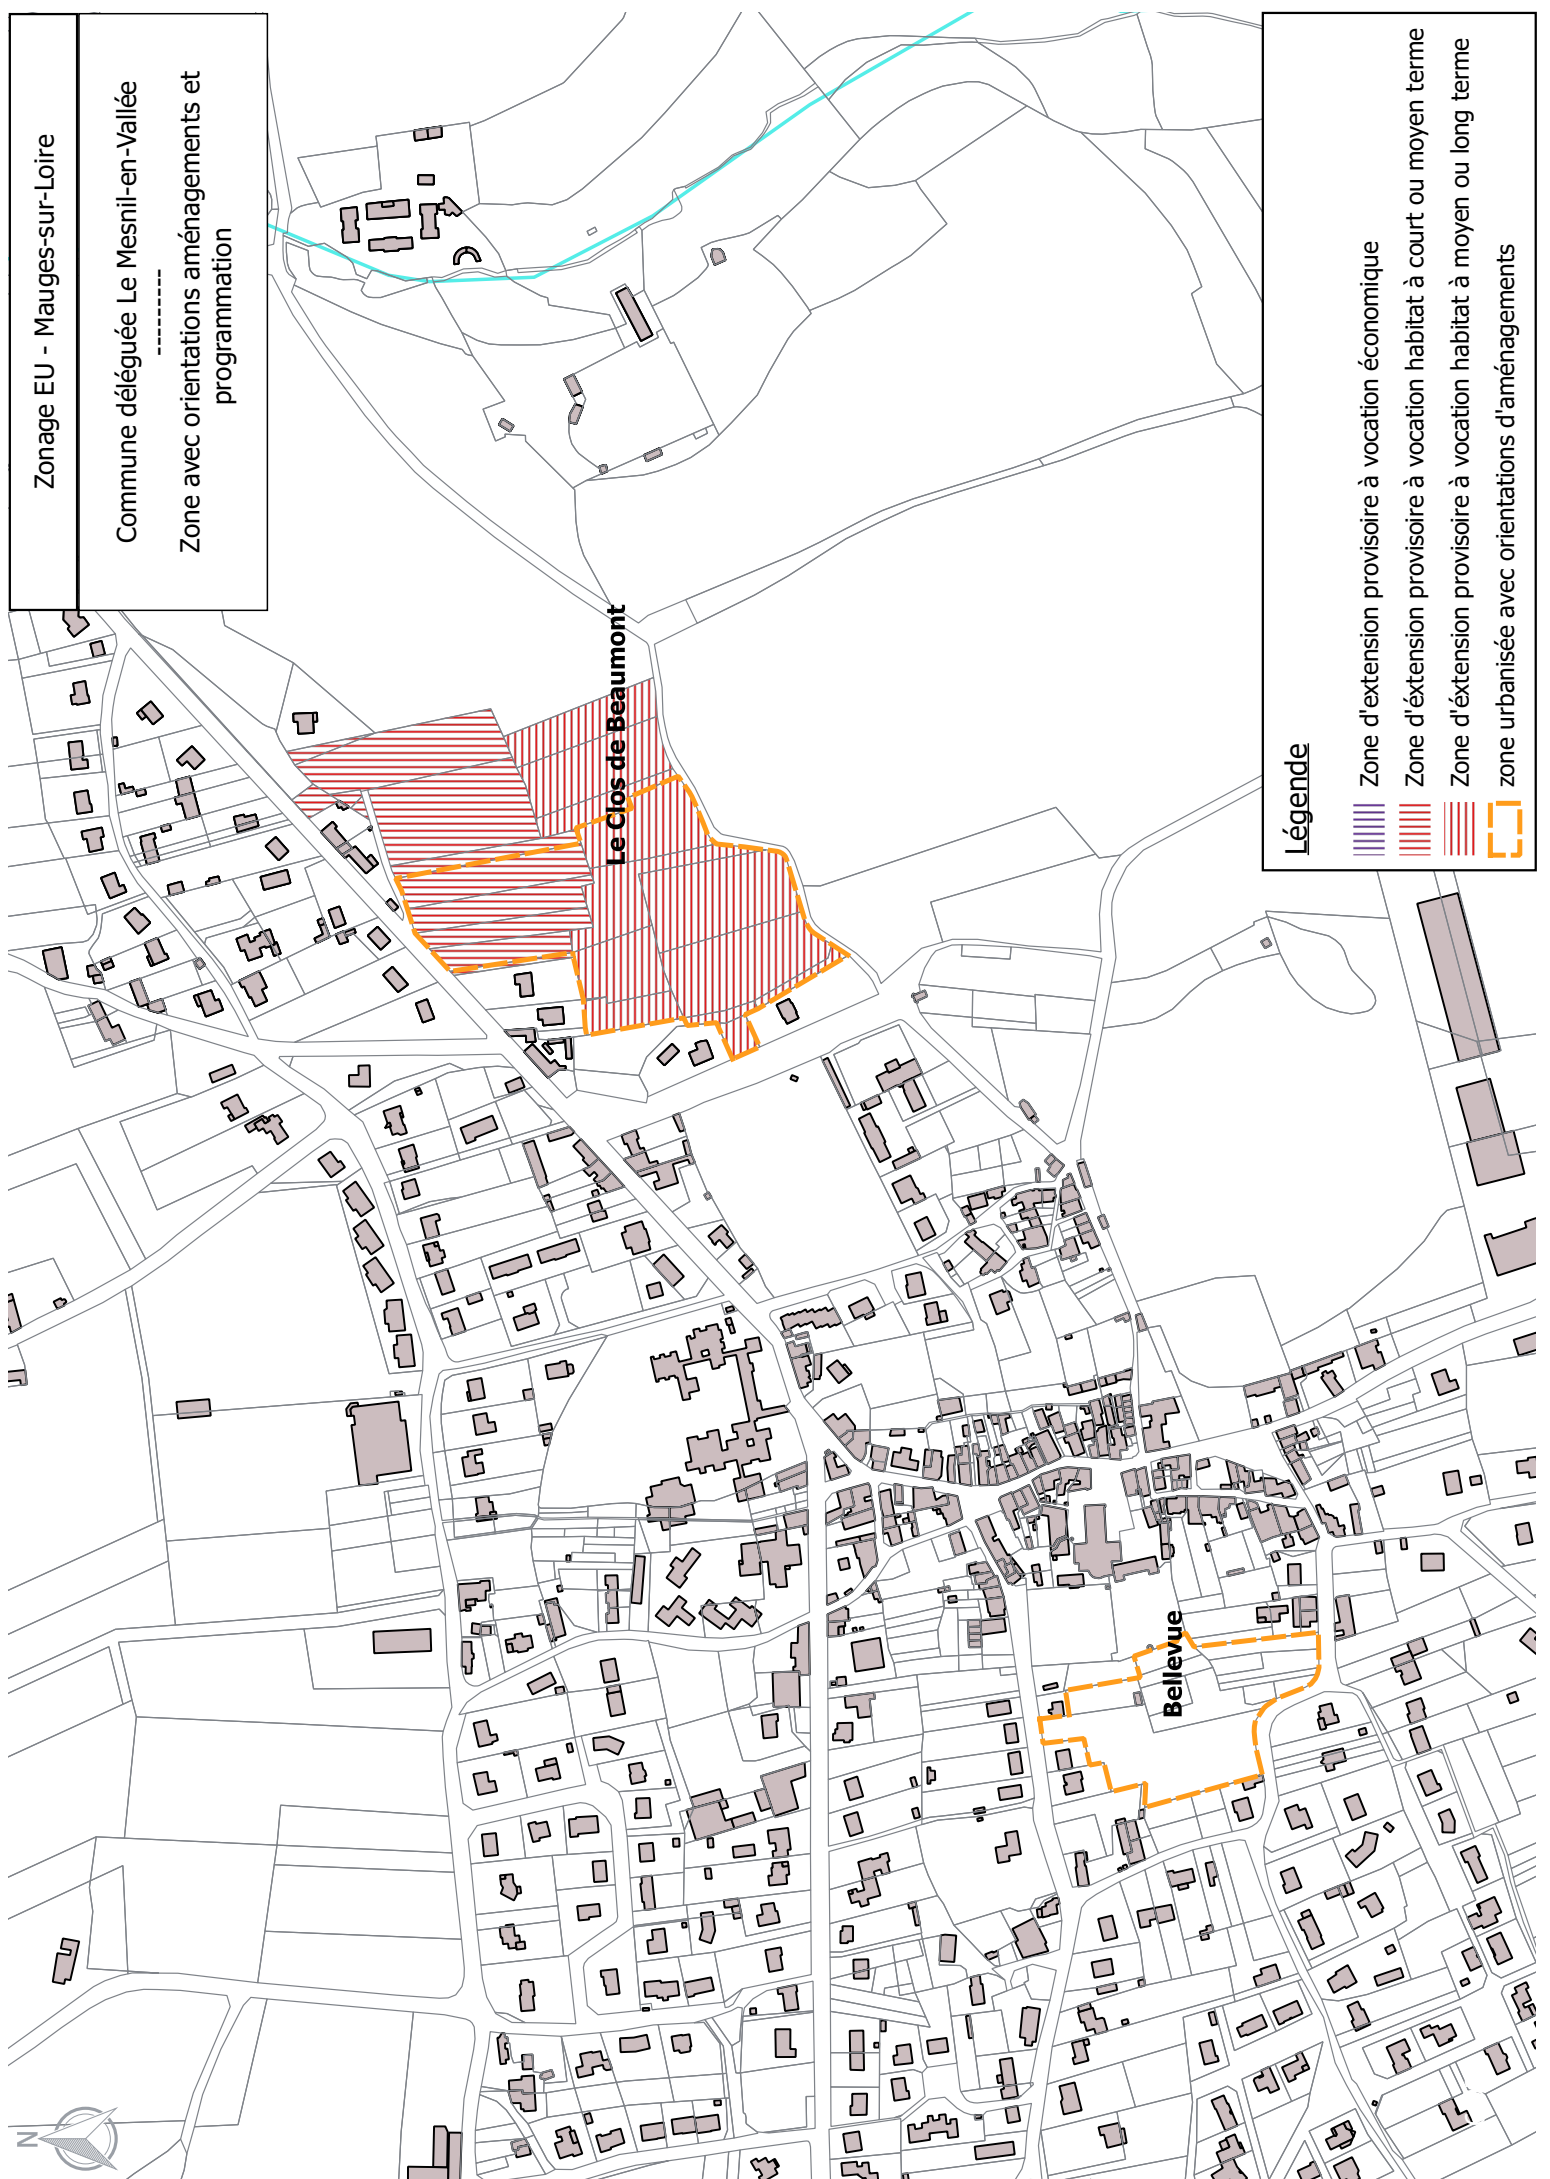 Zonage EU - Mauges-sur-Loire
Commune déléguée Le Mesnil-en-Vallée
----------
Zone avec orientations aménagements et
programmation
Le Clos de Beaumont
Bellevue
N
Légende
Zone d'extension provisoire à vocation économique
Zone d'éxtension provisoire à vocation habitat à court ou moyen terme
Zone d'éxtension provisoire à vocation habitat à moyen ou long terme
zone urbanisée avec orientations d'aménagements